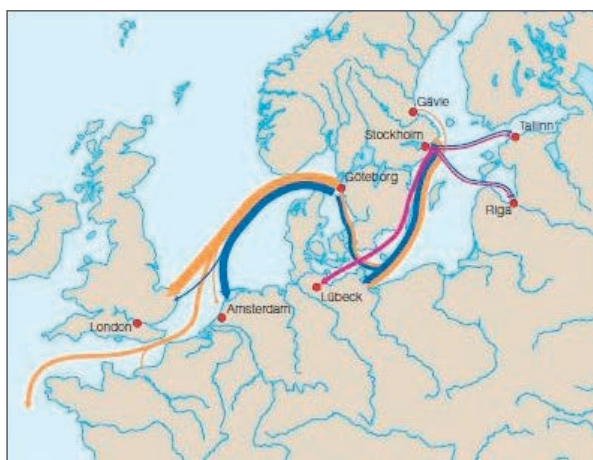 Gävle
Stockholm
Tallinn
Göteborg
Riga
Lübeck
Amsterdam
London